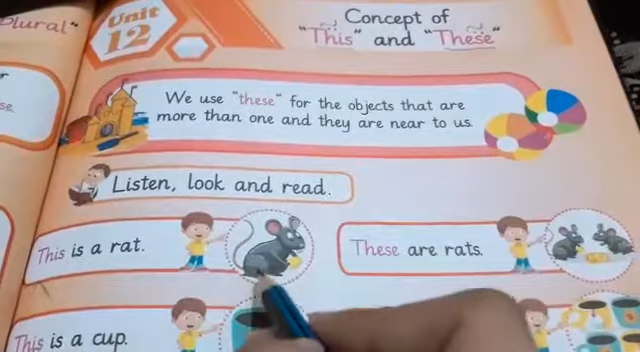 Plural"
se
Unit
12
Concept of
"This" and "These"
We use "these" for the objects that are
more than one and they are near to us.
Listen, look and read.
This is a rat.
These are rats.
This is a cup.